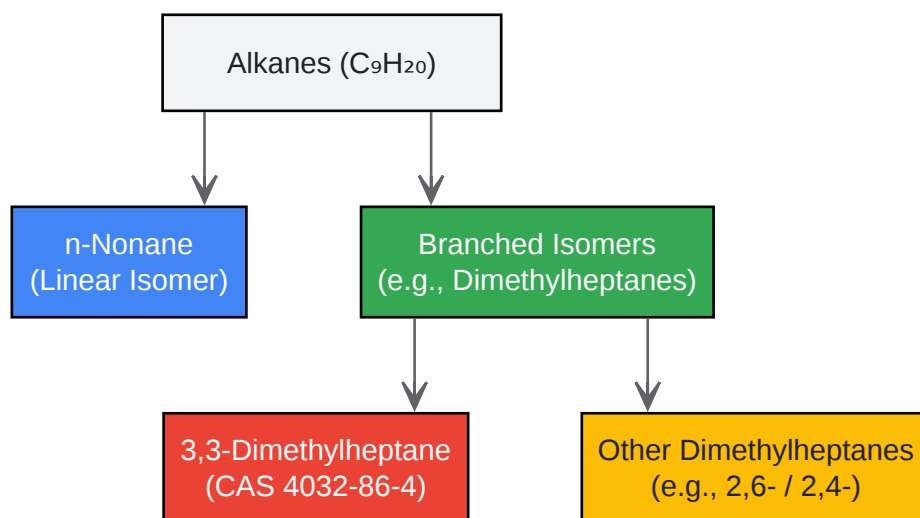 Alkanes (C₉H₂₀)
n-Nonane
(Linear Isomer)
Branched Isomers
(e.g., Dimethylheptanes)
3,3-Dimethylheptane
(CAS 4032-86-4)
Other Dimethylheptanes
(e.g., 2,6- / 2,4-)